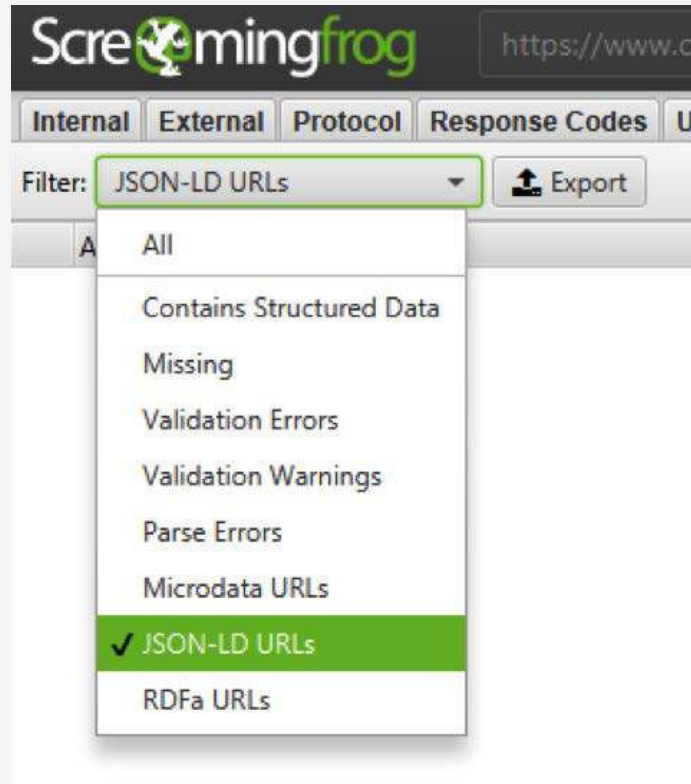 Screamingfrog https://www.c
Internal External Protocol Response Codes U
Filter: JSON-LD URLs Export
A
All
Contains Structured Data
Missing
Validation Errors
Validation Warnings
Parse Errors
Microdata URLs
✓ JSON-LD URLs
RDFa URLs